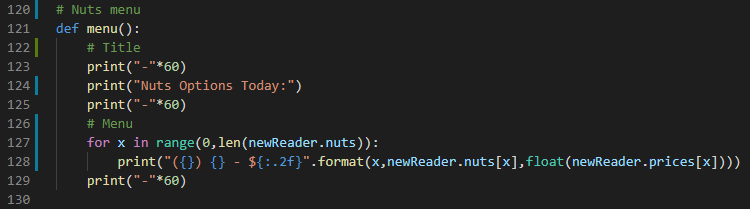 120 # Nuts menu
121 def menu():
122     # Title
123     print("-"*60)
124     print("Nuts Options Today:")
125     print("-"*60)
126     # Menu
127     for x in range(0,len(newReader.nuts)):
128         print("({}) {} - ${:.2f}".format(x,newReader.nuts[x],float(newReader.prices[x])))
129     print("-"*60)
130